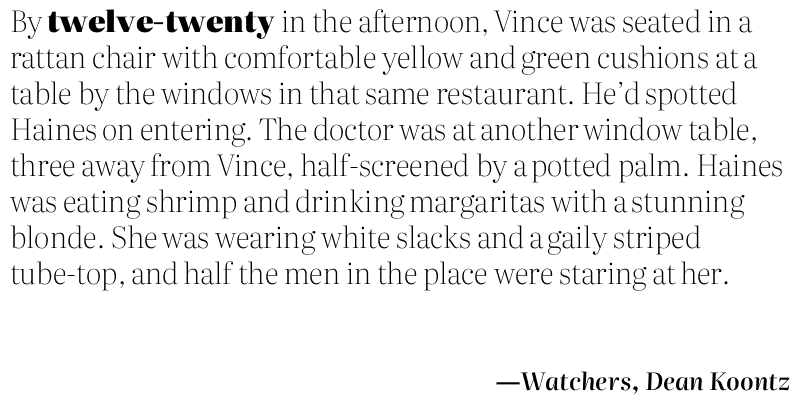 By twelve-twenty in the afternoon, Vince was seated in a
rattan chair with comfortable yellow and green cushions at a
table by the windows in that same restaurant. He’d spotted
Haines on entering. The doctor was at another window table,
three away from Vince, half-screened by a potted palm. Haines
was eating shrimp and drinking margaritas with a stunning
blonde. She was wearing white slacks and a gaily striped
tube-top, and half the men in the place were staring at her.
—Watchers, Dean Koontz